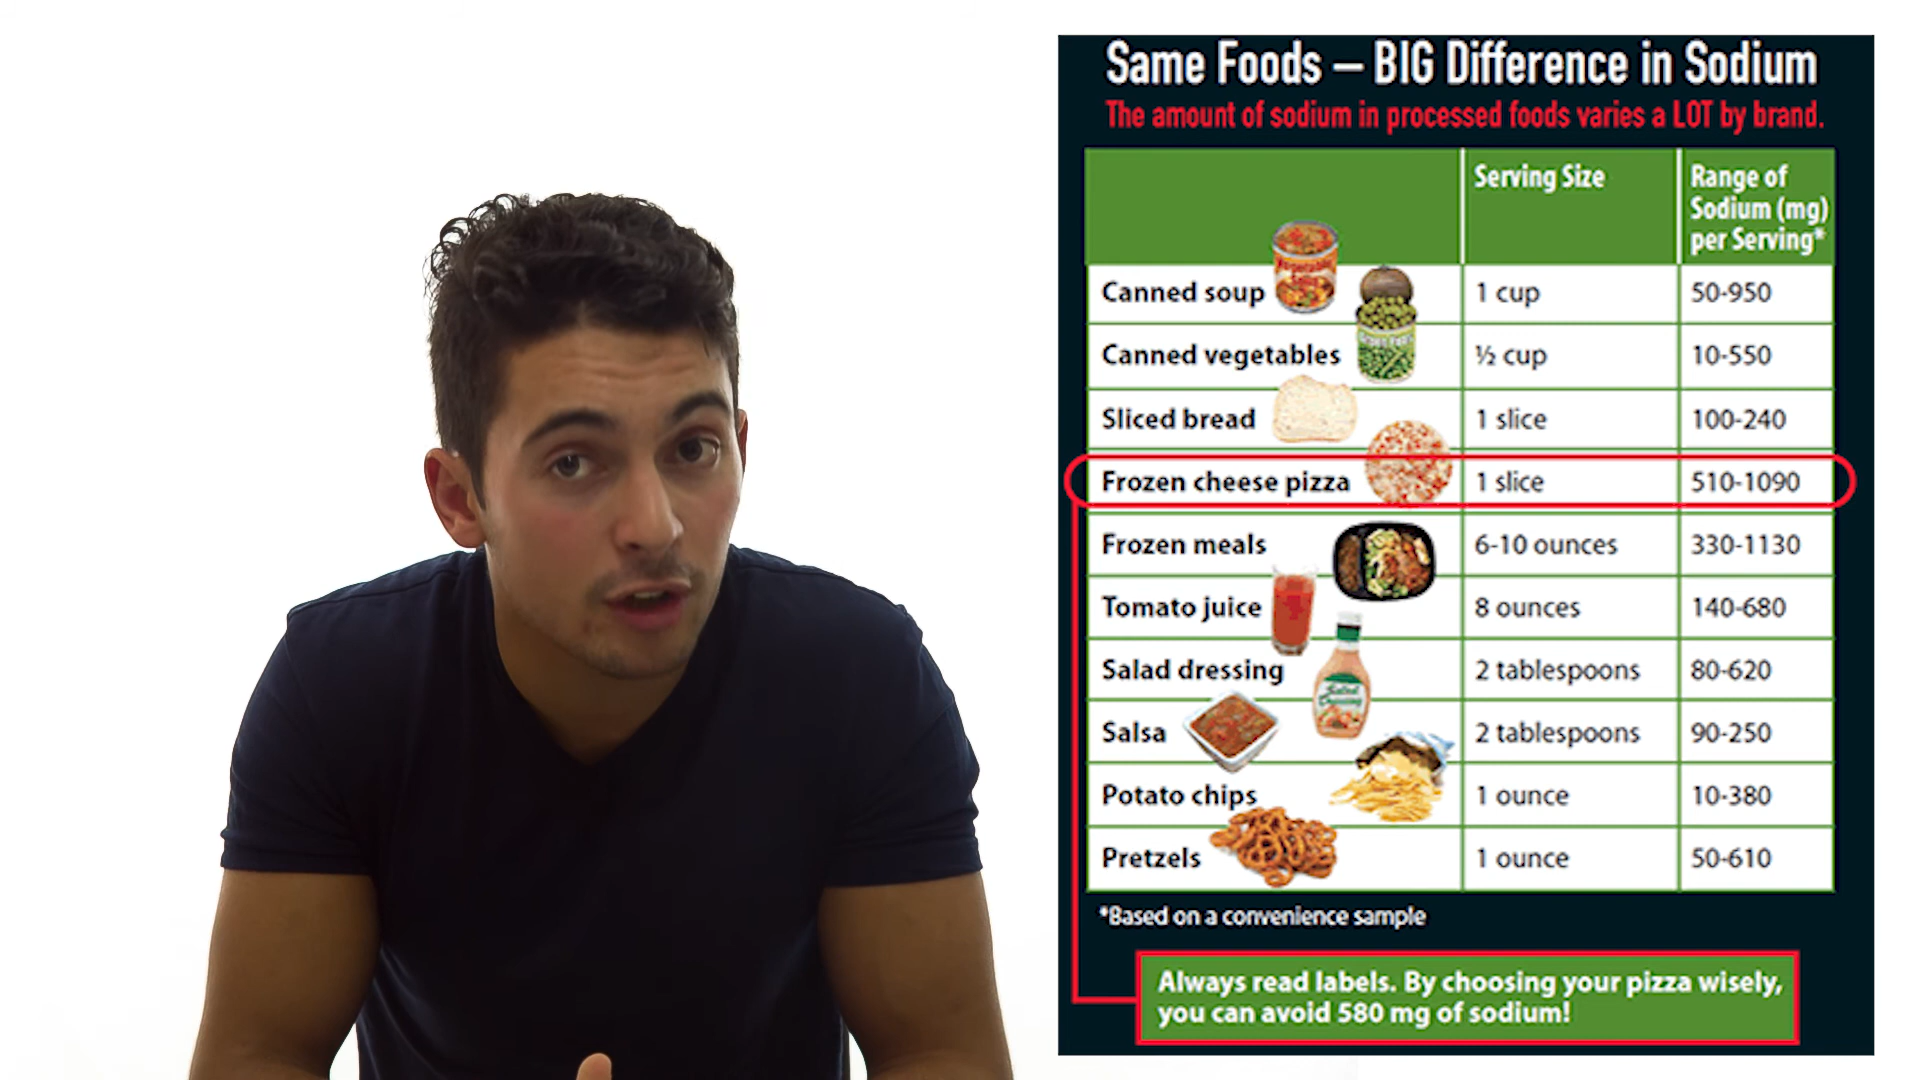 Same Foods – BIG Difference in Sodium
The amount of sodium in processed foods varies a LOT by brand.
Serving Size
Range of
Sodium (mg)
per Serving*
Canned soup 1 cup 50-950
Canned vegetables ½ cup 10-550
Sliced bread 1 slice 100-240
Frozen cheese pizza 1 slice 510-1090
Frozen meals 6-10 ounces 330-1130
Tomato juice 8 ounces 140-680
Salad dressing 2 tablespoons 80-620
Salsa 2 tablespoons 90-250
Potato chips 1 ounce 10-380
Pretzels 1 ounce 50-610
*Based on a convenience sample
Always read labels. By choosing your pizza wisely,
you can avoid 580 mg of sodium!
Vegetable
Salad
Dressing